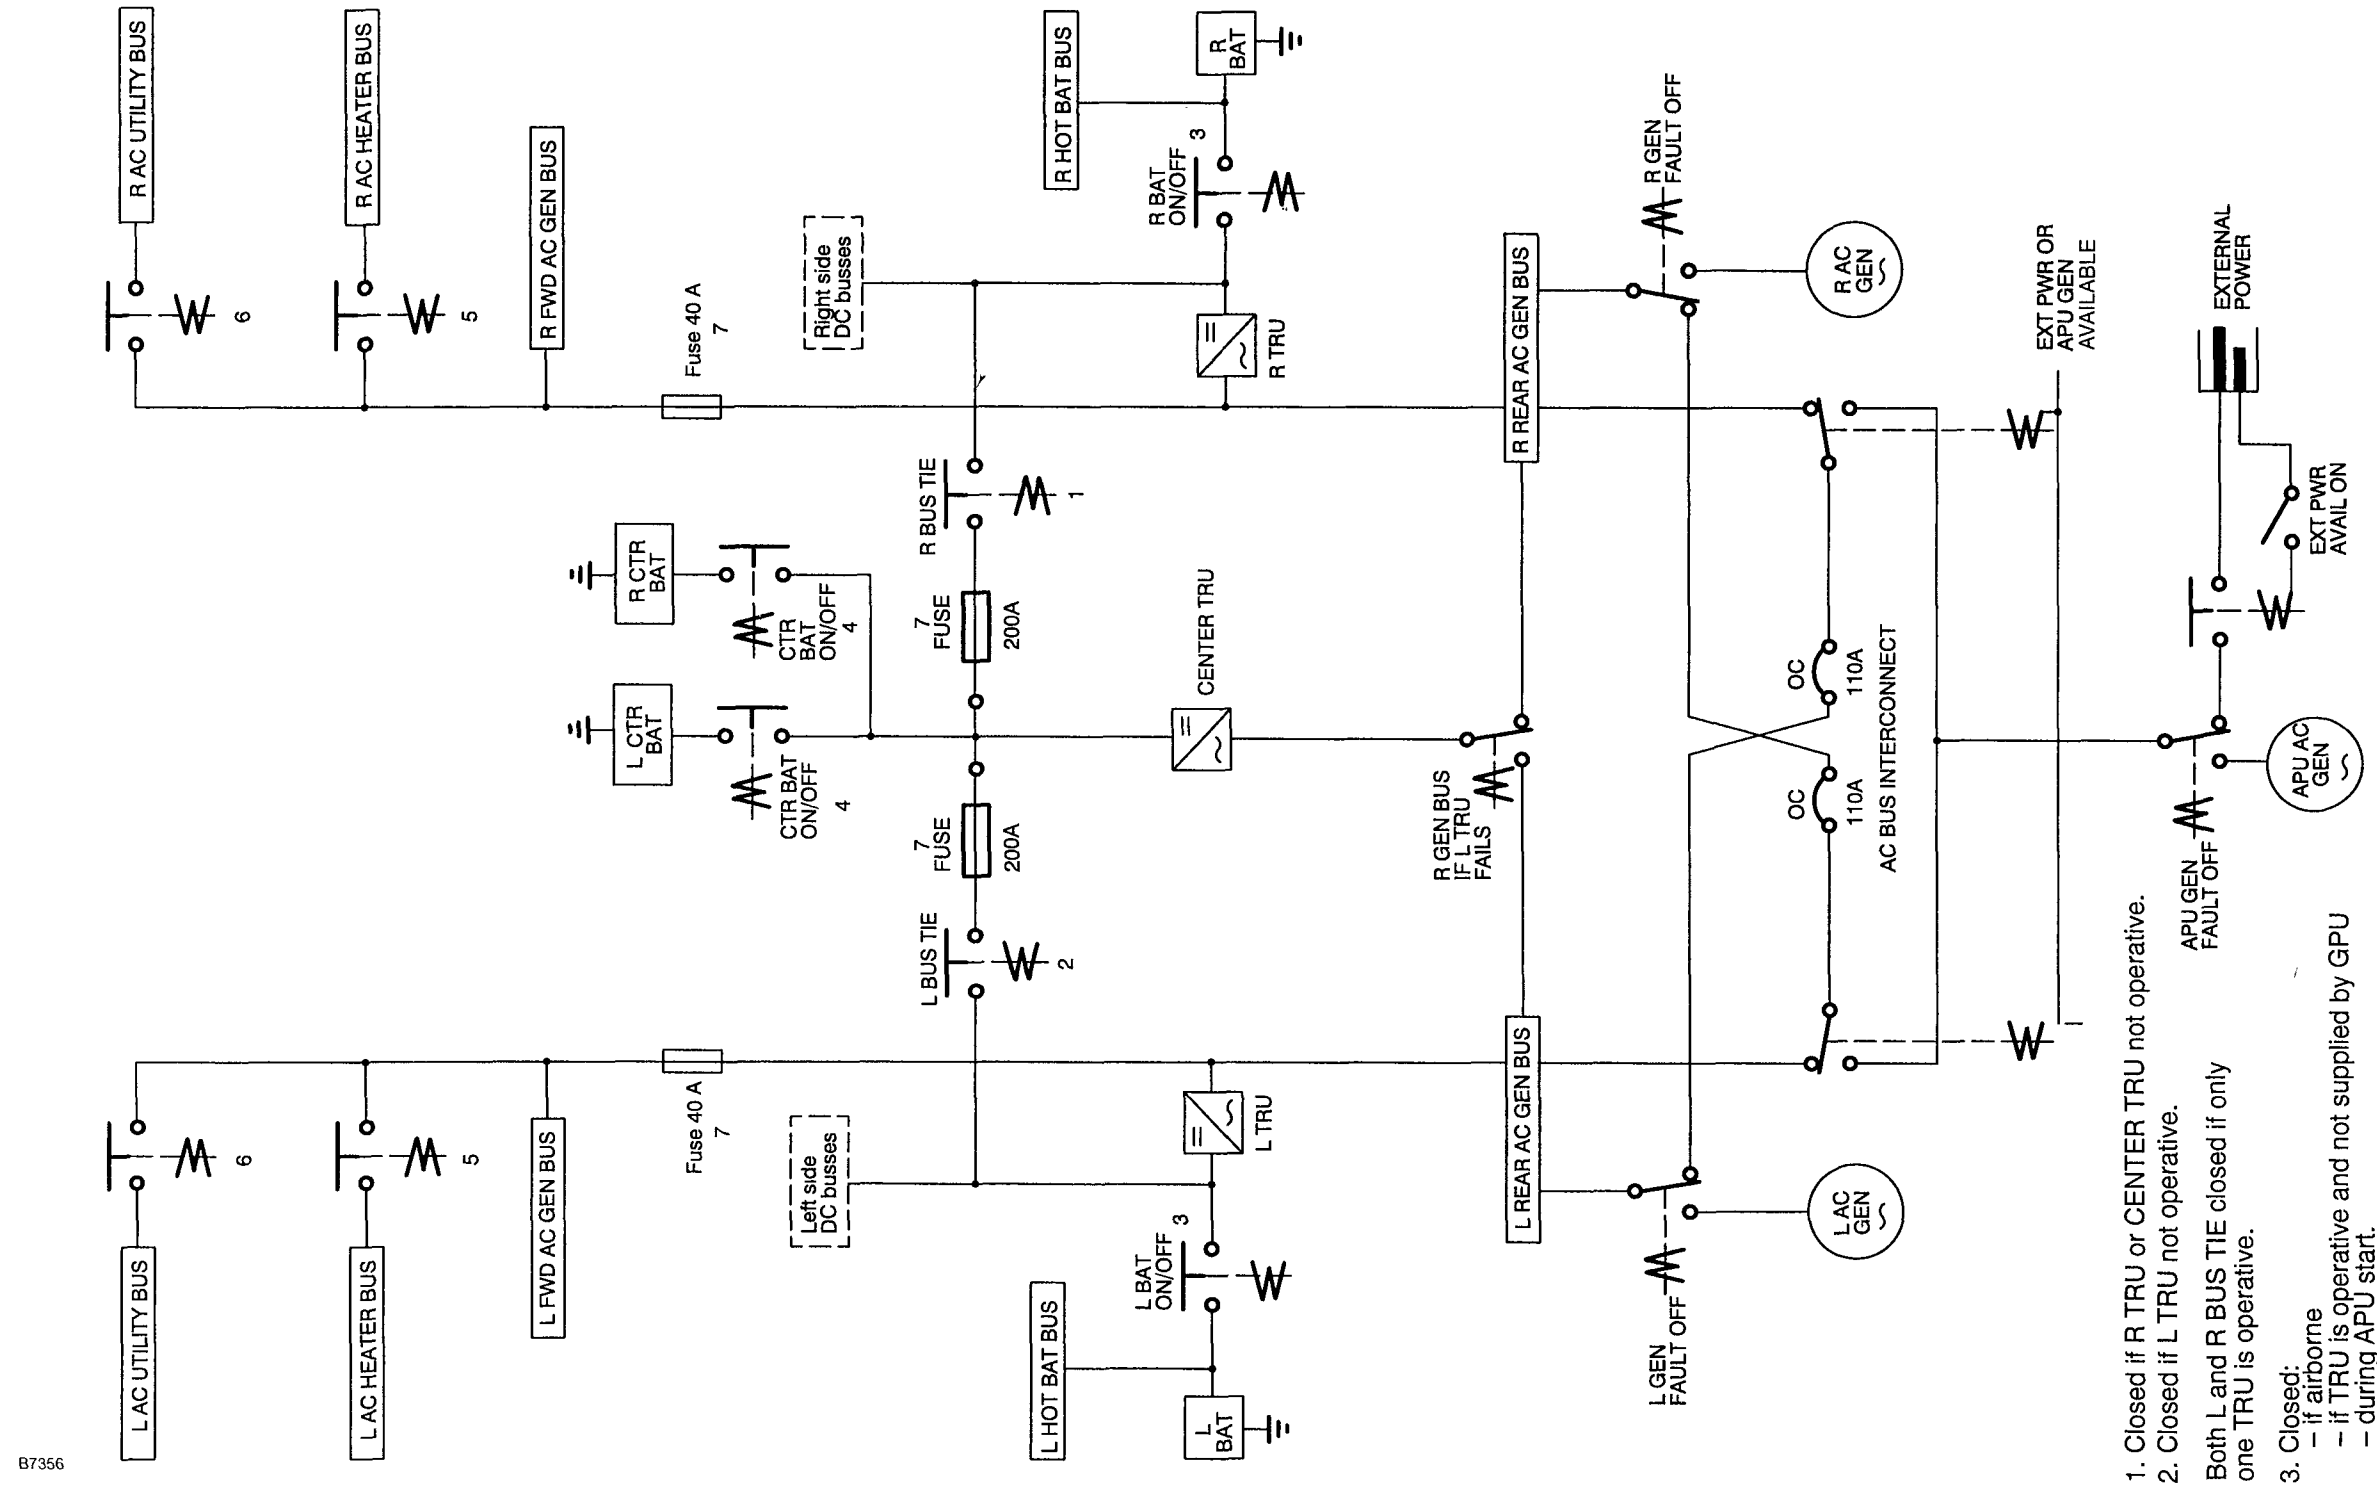 B7356
L AC UTILITY BUS
6
L AC HEATER BUS
5
L FWD AC GEN BUS
Fuse 40 A
7
Left side
DC busses
L HOT BAT BUS
L
BAT
L BAT
ON/OFF
3
L TRU
L BUS TIE
2
7
FUSE
200A
L CTR
BAT
CTR BAT
ON/OFF
4
R CTR
BAT
CTR
BAT
ON/OFF
4
7
FUSE
200A
R BUS TIE
1
CENTER TRU
R GEN BUS
IF L TRU
FAILS
R AC UTILITY BUS
6
R AC HEATER BUS
5
R FWD AC GEN BUS
Fuse 40 A
7
Right side
DC busses
R HOT BAT BUS
R
BAT
R BAT
ON/OFF
3
R TRU
L REAR AC GEN BUS
R REAR AC GEN BUS
L GEN
FAULT OFF
L AC
GEN
R GEN
FAULT OFF
R AC
GEN
OC
110A
OC
110A
AC BUS INTERCONNECT
EXT PWR OR
APU GEN
AVAILABLE
APU GEN
FAULT OFF
APU AC
GEN
EXT PWR
AVAIL ON
EXTERNAL
POWER
1. Closed if R TRU or CENTER TRU not operative.
2. Closed if L TRU not operative.
Both L and R BUS TIE closed if only
one TRU is operative.
3. Closed:
– if airborne
– if TRU is operative and not supplied by GPU
– during APU start.